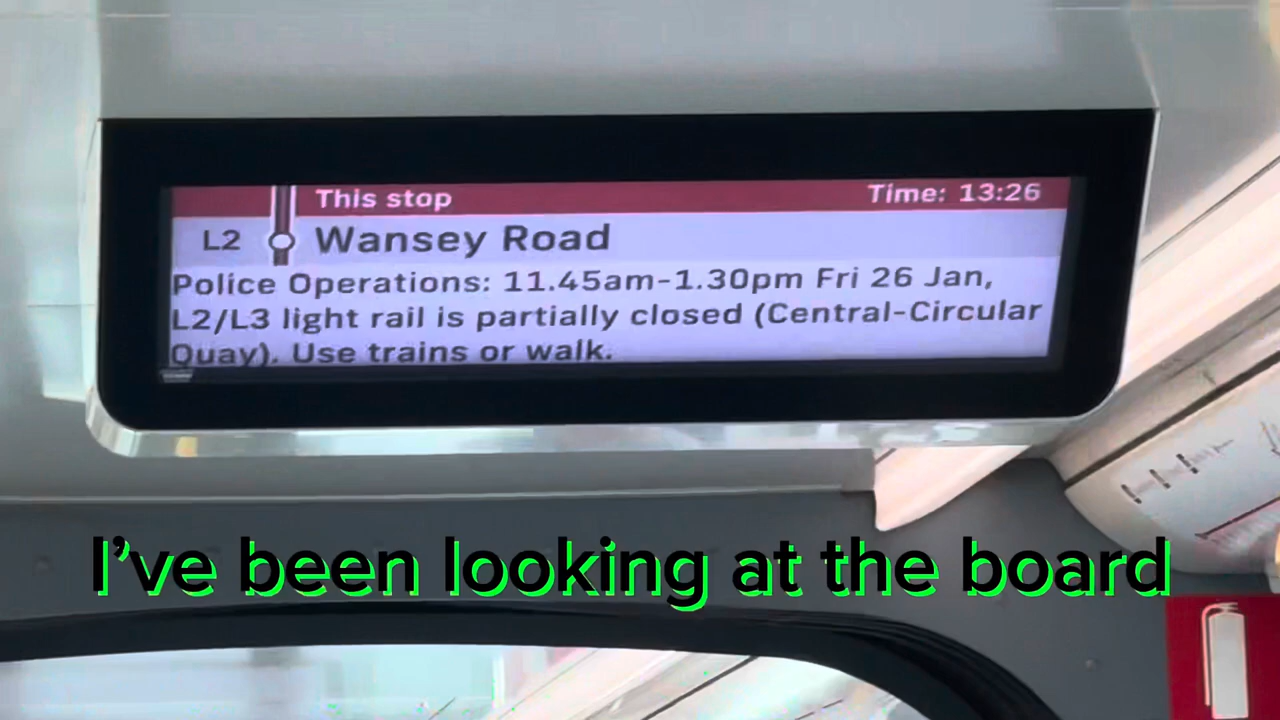 This stop Time: 13:26
L2 Wansey Road
Police Operations: 11.45am-1.30pm Fri 26 Jan,
L2/L3 light rail is partially closed (Central-Circular
Quay). Use trains or walk.
I've been looking at the board